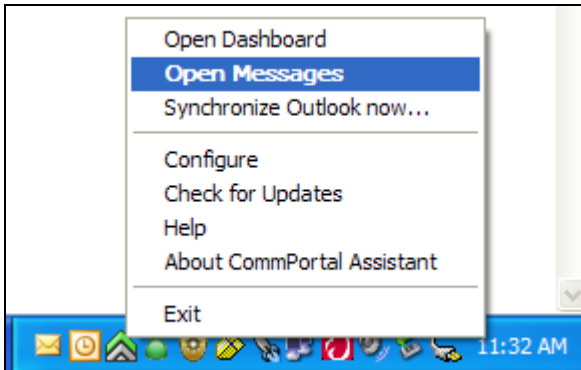 Open Dashboard
Open Messages
Synchronize Outlook now...
Configure
Check for Updates
Help
About CommPortal Assistant
Exit
11:32 AM